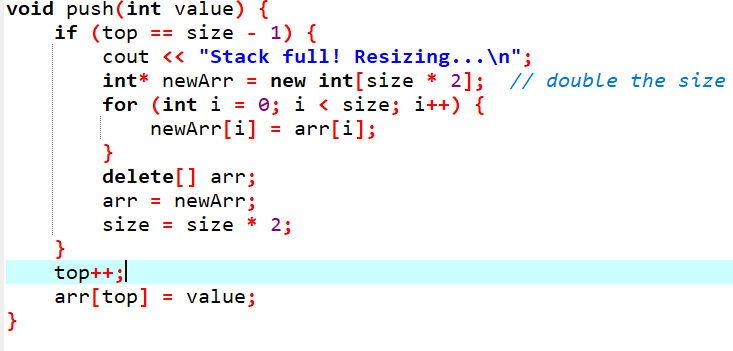 void push(int value) {
    if (top == size - 1) {
        cout << "Stack full! Resizing...\n";
        int* newArr = new int[size * 2];  // double the size
        for (int i = 0; i < size; i++) {
            newArr[i] = arr[i];
        }
        delete[] arr;
        arr = newArr;
        size = size * 2;
    }
    top++;
    arr[top] = value;
}